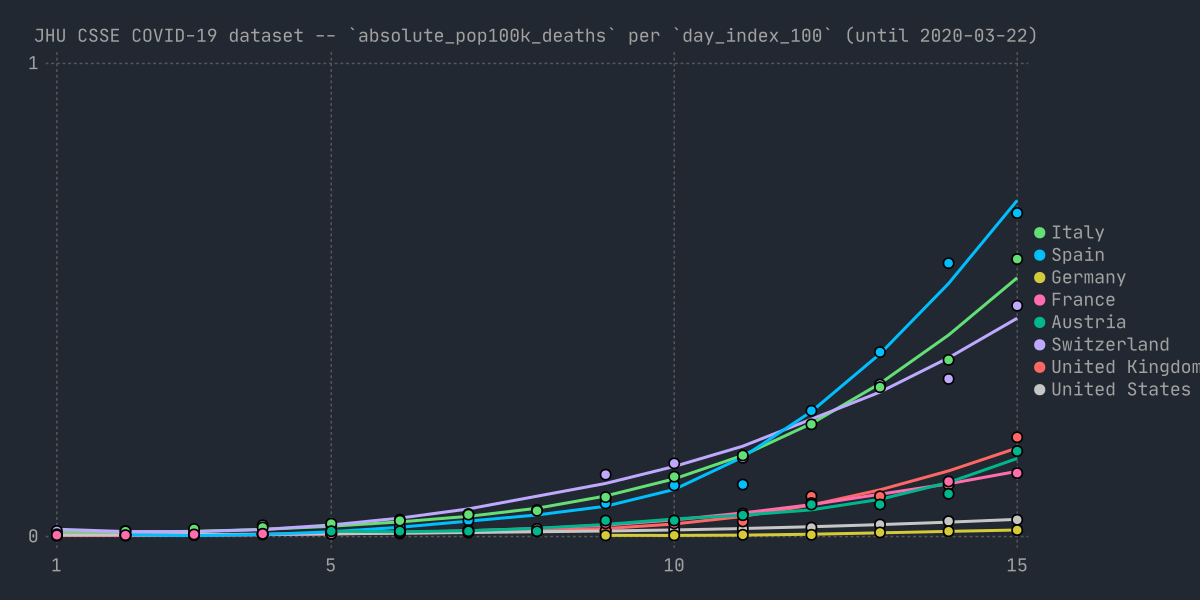 JHU CSSE COVID-19 dataset -- `absolute_pop100k_deaths` per `day_index_100` (until 2020-03-22)
1
Italy
Spain
Germany
France
Austria
Switzerland
United Kingdom
United States
0
1 5 10 15